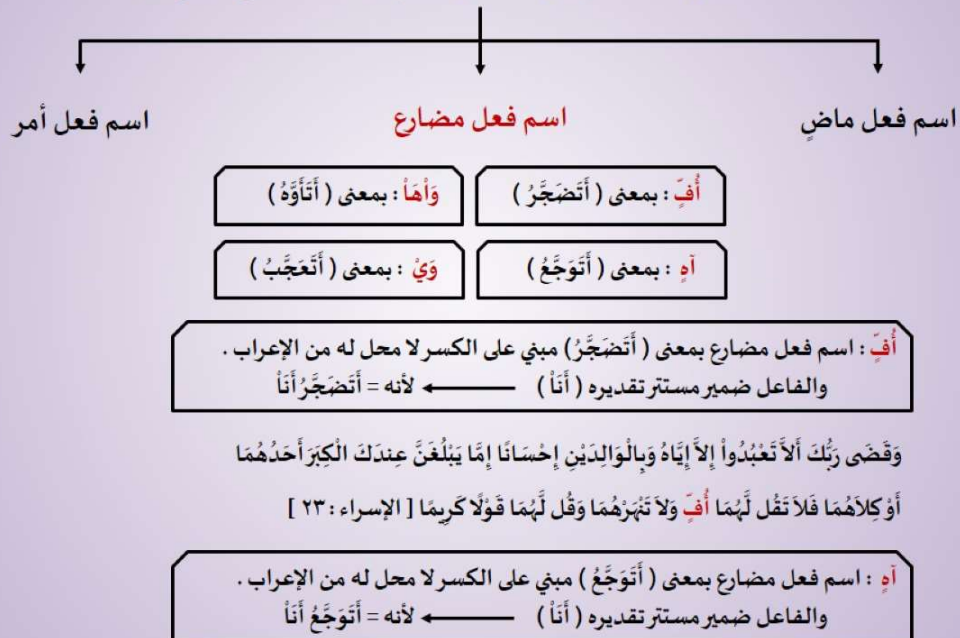 اسم فعل ماضٍ
اسم فعل مضارع
اسم فعل أمر
أُفٍّ : بمعنى ( أَتَضَجَّرُ )
وَاْهَاْ : بمعنى ( أَتَأَوَّهُ )
آهٍ : بمعنى ( أَتَوَجَّعُ )
وَيْ : بمعنى ( أَتَعَجَّبُ )
أُفٍّ : اسم فعل مضارع بمعنى ( أَتَضَجَّرُ) مبني على الكسر لا محل له من الإعراب .
والفاعل ضمير مستتر تقديره ( أَنَاْ ) لأنه = أَتَضَجَّرُ أَنَاْ
وَقَضَى رَبُّكَ أَلاَّ تَعْبُدُواْ إِلاَّ إِيَّاهُ وَبِالْوَالِدَيْنِ إِحْسَانًا إِمَّا يَبْلُغَنَّ عِندَكَ الْكِبَرَ أَحَدُهُمَا
أَوْ كِلاَهُمَا فَلاَ تَقُل لَّهُمَا أُفٍّ وَلاَ تَنْهَرْهُمَا وَقُل لَّهُمَا قَوْلًا كَرِيمًا [ الإسراء : ٢٣ ]
آهٍ : اسم فعل مضارع بمعنى ( أَتَوَجَّعُ ) مبني على الكسر لا محل له من الإعراب .
والفاعل ضمير مستتر تقديره ( أَنَاْ ) لأنه = أَتَوَجَّعُ أَنَاْ